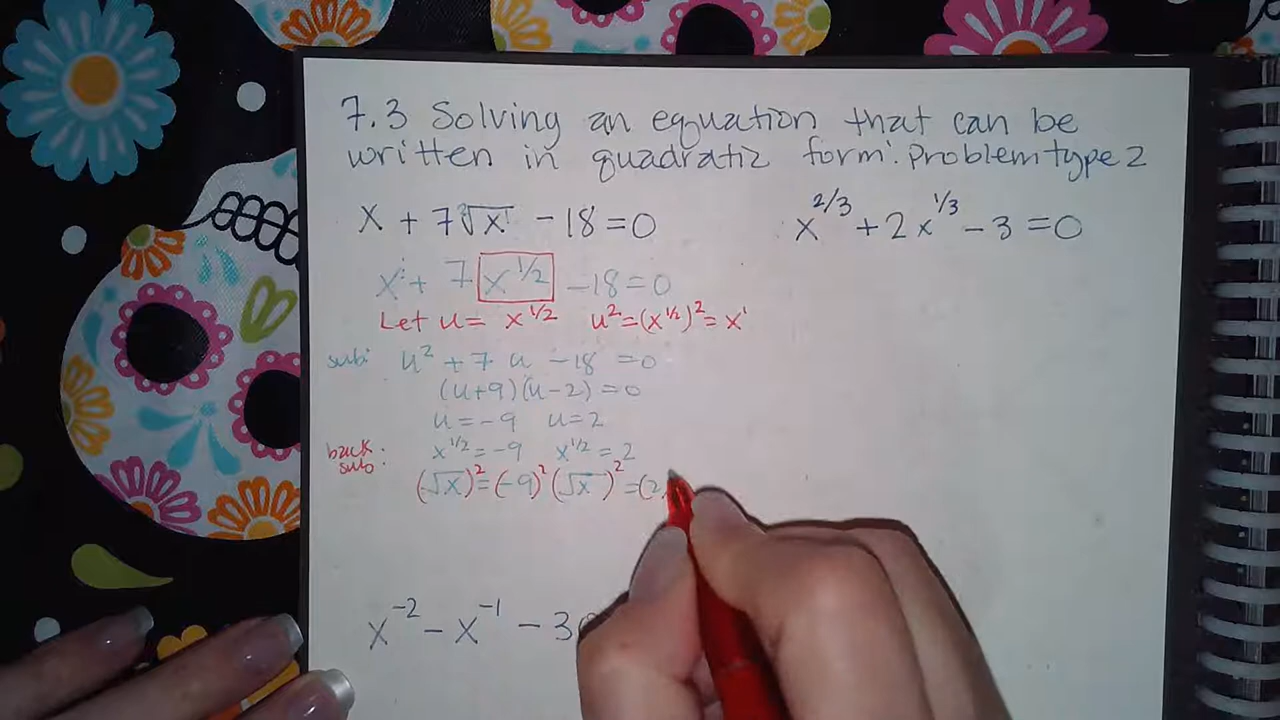 7.3 Solving an equation that can be
written in quadratic form: Problem type 2
x + 7√x - 18 = 0
x¹ + 7 x^1/2 - 18 = 0
Let u = x^1/2 u² = (x^1/2)² = x¹
sub: u² + 7 u - 18 = 0
(u+9)(u-2) = 0
u = -9 u = 2
back sub: x^1/2 = -9 x^1/2 = 2
(√x)² = (-9)² (√x)² = (2)
x^-2 - x^-1 - 3
x^2/3 + 2x^1/3 - 3 = 0